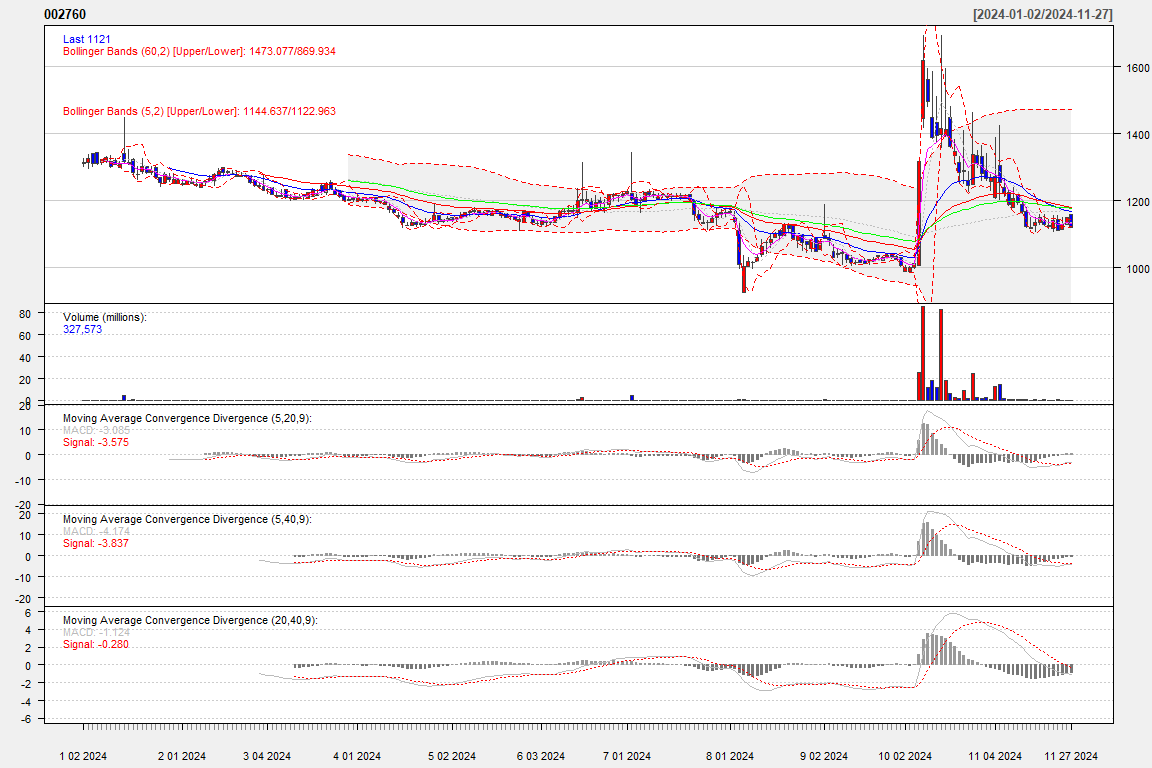 002760 [2024-01-02/2024-11-27]
Last 1121
Bollinger Bands (60,2) [Upper/Lower]: 1473.077/869.934
Bollinger Bands (5,2) [Upper/Lower]: 1144.637/1122.963
1600
1400
1200
1000
Volume (millions):
327,573
80
60
40
20
0
Moving Average Convergence Divergence (5,20,9):
MACD: -3.085
Signal: -3.575
20
10
0
-10
-20
Moving Average Convergence Divergence (5,40,9):
MACD: -4.174
Signal: -3.837
20
10
0
-10
-20
Moving Average Convergence Divergence (20,40,9):
MACD: -1.124
Signal: -0.280
6
4
2
0
-2
-4
-6
1 02 2024 2 01 2024 3 04 2024 4 01 2024 5 02 2024 6 03 2024 7 01 2024 8 01 2024 9 02 2024 10 02 2024 11 04 2024 11 27 2024